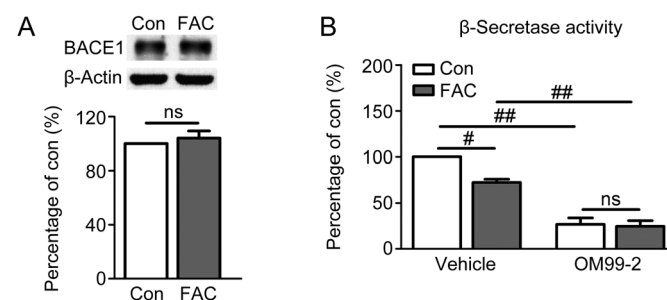 A
Con FAC
BACE1
β-Actin
Percentage of con (%)
120
80
40
0
ns
Con FAC
B
β-Secretase activity
Percentage of con (%)
200
150
100
50
0
Con
FAC
##
##
#
ns
Vehicle OM99-2